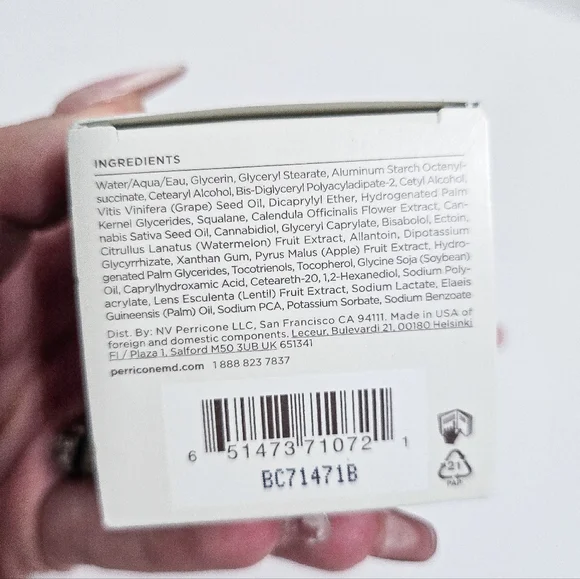 INGREDIENTS
Water/Aqua/Eau, Glycerin, Glyceryl Stearate, Aluminum Starch Octenyl-
succinate, Cetearyl Alcohol, Bis-Diglyceryl Polyacyladipate-2, Cetyl Alcohol,
Vitis Vinifera (Grape) Seed Oil, Dicaprylyl Ether, Hydrogenated Palm
Kernel Glycerides, Squalane, Calendula Officinalis Flower Extract, Can-
nabis Sativa Seed Oil, Cannabidiol, Glyceryl Caprylate, Bisabolol, Ectoin,
Citrullus Lanatus (Watermelon) Fruit Extract, Allantoin, Dipotassium
Glycyrrhizate, Xanthan Gum, Pyrus Malus (Apple) Fruit Extract, Hydro-
genated Palm Glycerides, Tocotrienols, Tocopherol, Glycine Soja (Soybean)
Oil, Caprylhydroxamic Acid, Ceteareth-20, 1,2-Hexanediol, Sodium Poly-
acrylate, Lens Esculenta (Lentil) Fruit Extract, Sodium Lactate, Elaeis
Guineensis (Palm) Oil, Sodium PCA, Potassium Sorbate, Sodium Benzoate
Dist. By: NV Perricone LLC, San Francisco CA 94111. Made in USA of
foreign and domestic components. Leceur, Bulevardi 21, 00180 Helsinki
FI / Plaza 1, Salford M50 3UB UK 651341
perriconemd.com 1 888 823 7837
6 51473 71072 1
BC71471B
21
PAP